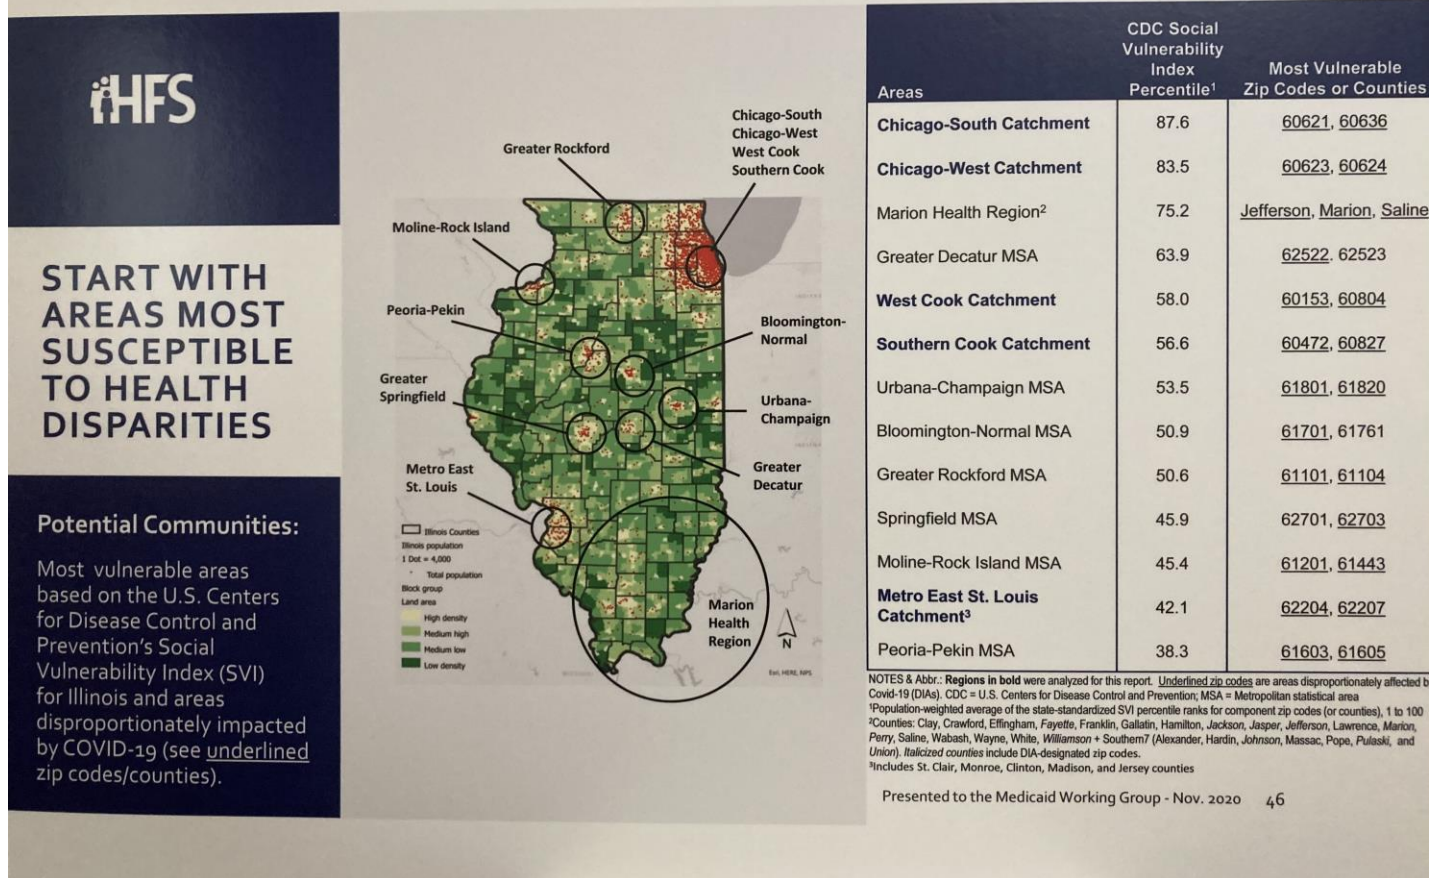 iHFS
START WITH
AREAS MOST
SUSCEPTIBLE
TO HEALTH
DISPARITIES
Potential Communities:
Most vulnerable areas
based on the U.S. Centers
for Disease Control and
Prevention's Social
Vulnerability Index (SVI)
for Illinois and areas
disproportionately impacted
by COVID-19 (see underlined
zip codes/counties).
Chicago-South
Chicago-West
West Cook
Southern Cook
Greater Rockford
Moline-Rock Island
Peoria-Pekin
Bloomington-
Normal
Greater
Springfield
Urbana-
Champaign
Metro East
St. Louis
Greater
Decatur
Marion
Health
Region
N
Illinois Counties
Illinois population
1 Dot = 4,000
Total population
Block group
Land area
High density
Medium high
Medium low
Low density
Esri, HERE, NPS
Areas CDC Social Vulnerability Index Percentile¹ Most Vulnerable Zip Codes or Counties
Chicago-South Catchment 87.6 60621, 60636
Chicago-West Catchment 83.5 60623, 60624
Marion Health Region² 75.2 Jefferson, Marion, Saline
Greater Decatur MSA 63.9 62522. 62523
West Cook Catchment 58.0 60153, 60804
Southern Cook Catchment 56.6 60472, 60827
Urbana-Champaign MSA 53.5 61801, 61820
Bloomington-Normal MSA 50.9 61701, 61761
Greater Rockford MSA 50.6 61101, 61104
Springfield MSA 45.9 62701, 62703
Moline-Rock Island MSA 45.4 61201, 61443
Metro East St. Louis Catchment³ 42.1 62204, 62207
Peoria-Pekin MSA 38.3 61603, 61605
NOTES & Abbr.: Regions in bold were analyzed for this report. Underlined zip codes are areas disproportionately affected b
Covid-19 (DIAs). CDC = U.S. Centers for Disease Control and Prevention; MSA = Metropolitan statistical area
¹Population-weighted average of the state-standardized SVI percentile ranks for component zip codes (or counties), 1 to 100
²Counties: Clay, Crawford, Effingham, Fayette, Franklin, Gallatin, Hamilton, Jackson, Jasper, Jefferson, Lawrence, Marion,
Perry, Saline, Wabash, Wayne, White, Williamson + Southern7 (Alexander, Hardin, Johnson, Massac, Pope, Pulaski, and
Union). Italicized counties include DIA-designated zip codes.
³Includes St. Clair, Monroe, Clinton, Madison, and Jersey counties
Presented to the Medicaid Working Group - Nov. 2020 46